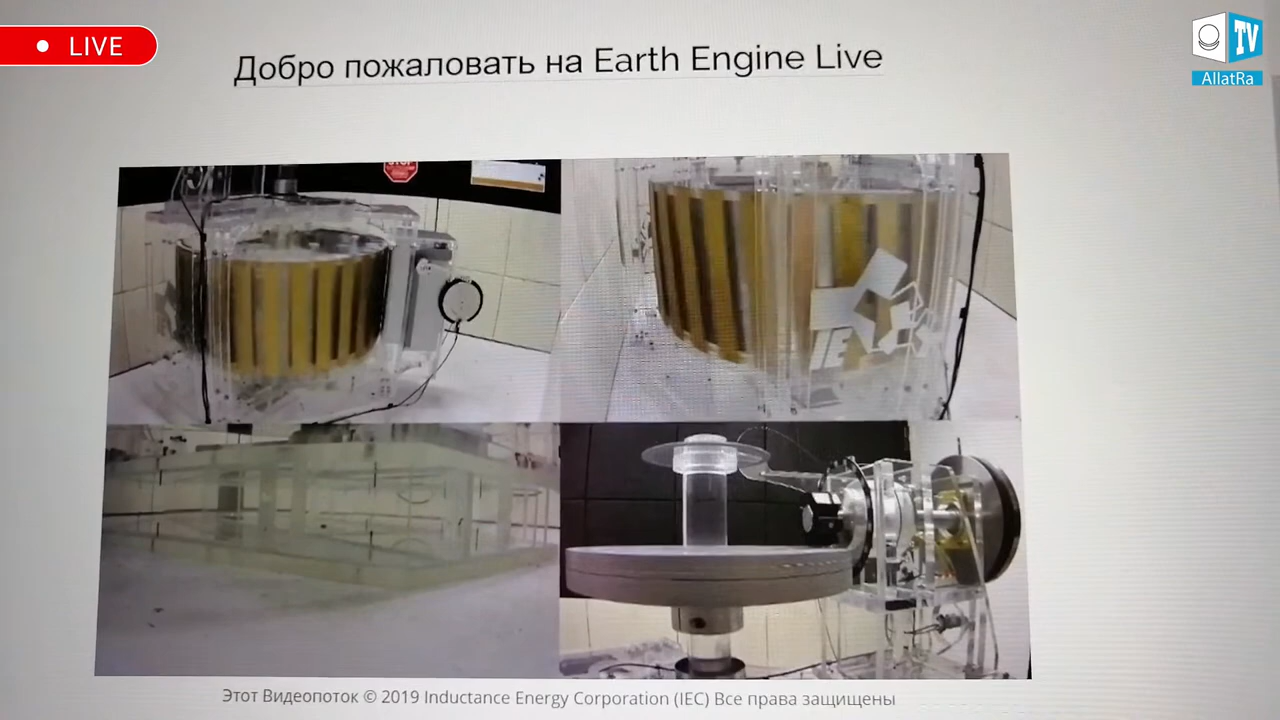 LIVE
TV
AllatRa
Добро пожаловать на Earth Engine Live
STOP
IE
Этот Видеопоток © 2019 Inductance Energy Corporation (IEC) Все права защищены